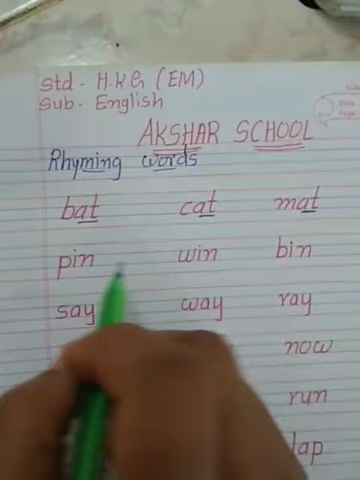 Std - H.K.G (EM)
Sub - English
AKSHAR SCHOOL
Rhyming words
bat cat mat
pin win bin
say way ray
now
run
lap